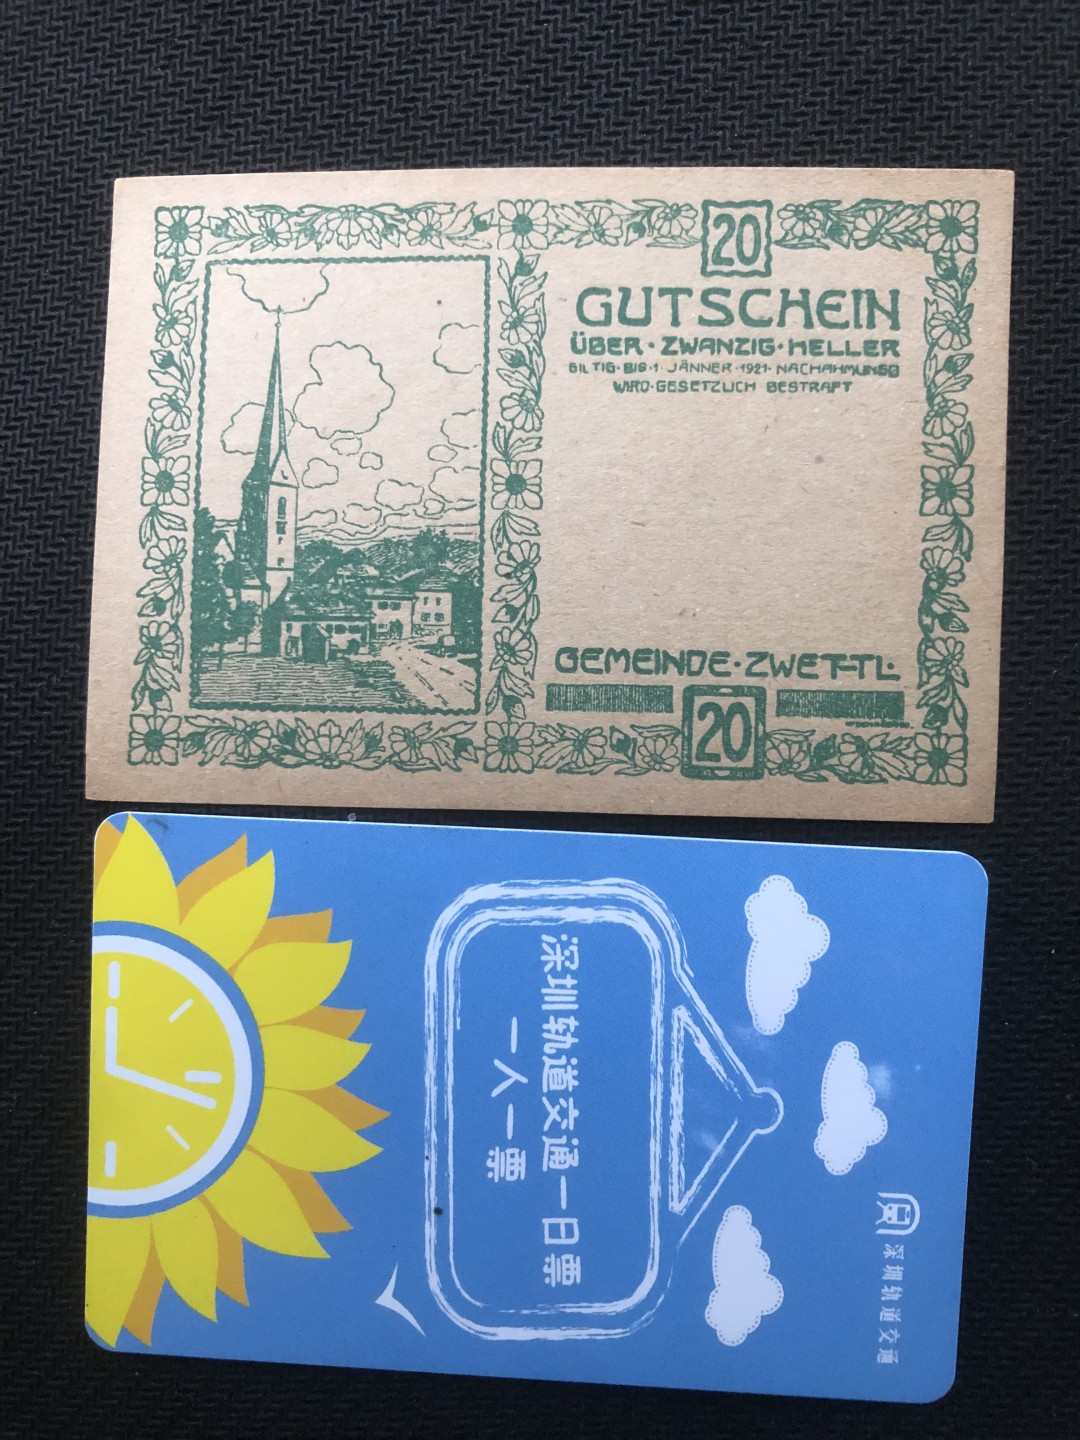 20
GUTSCHEIN
ÜBER·ZWANZIG·HELLER
GILTIG·BIS·1·JÄNNER·1921·NACHAHMUNGO
WIRD·GESETZLICH BESTRAFT
GEMEINDE·ZWETTL·
20
深圳轨道交通一日票
一人一票
深圳轨道交通